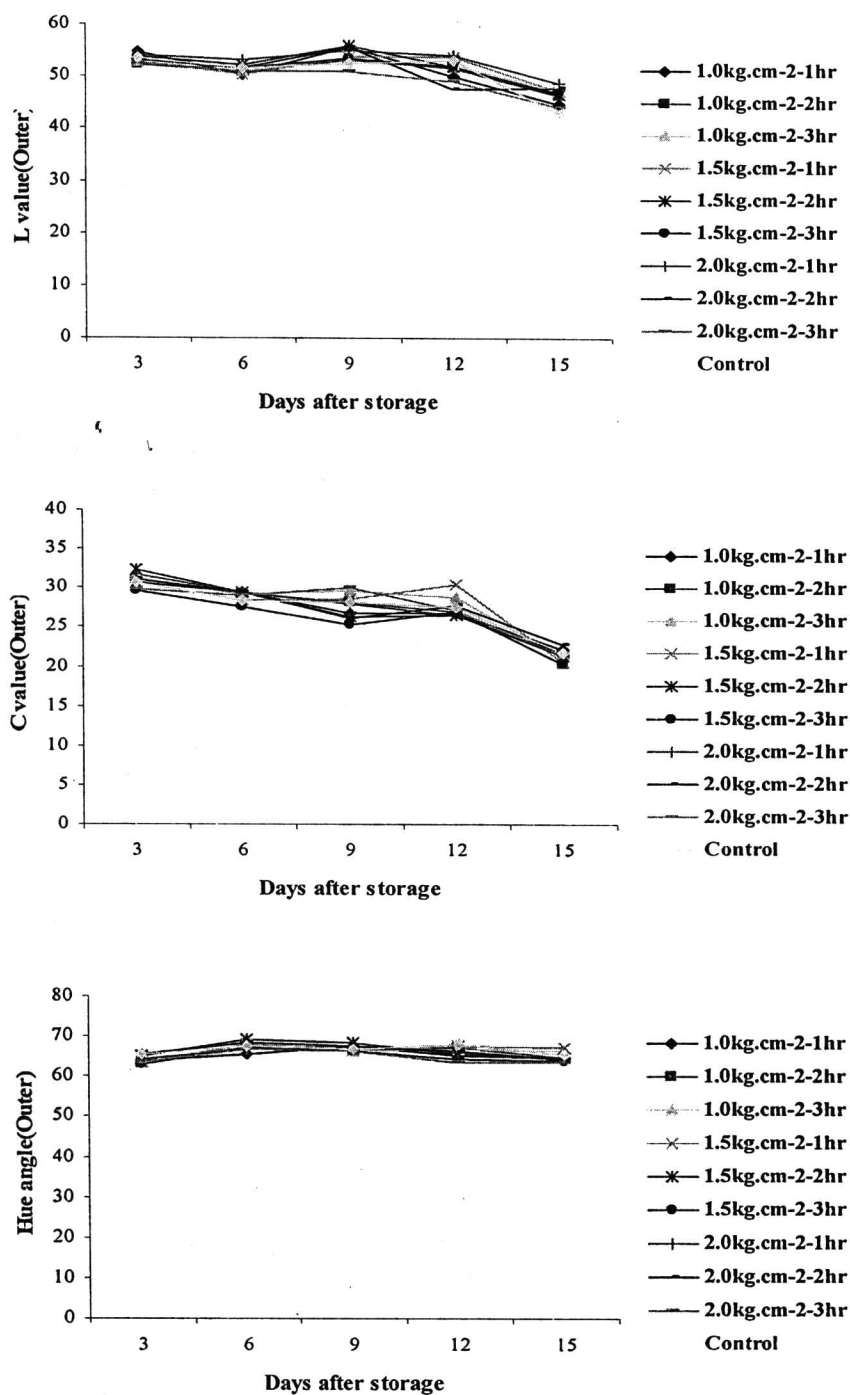 60
50
40
30
20
10
0
L value(Outer)
3 6 9 12 15
Days after storage
1.0kg.cm-2-1hr
1.0kg.cm-2-2hr
1.0kg.cm-2-3hr
1.5kg.cm-2-1hr
1.5kg.cm-2-2hr
1.5kg.cm-2-3hr
2.0kg.cm-2-1hr
2.0kg.cm-2-2hr
2.0kg.cm-2-3hr
Control
40
35
30
25
20
15
10
5
0
C value(Outer)
3 6 9 12 15
Days after storage
1.0kg.cm-2-1hr
1.0kg.cm-2-2hr
1.0kg.cm-2-3hr
1.5kg.cm-2-1hr
1.5kg.cm-2-2hr
1.5kg.cm-2-3hr
2.0kg.cm-2-1hr
2.0kg.cm-2-2hr
2.0kg.cm-2-3hr
Control
80
70
60
50
40
30
20
10
0
Hue angle(Outer)
3 6 9 12 15
Days after storage
1.0kg.cm-2-1hr
1.0kg.cm-2-2hr
1.0kg.cm-2-3hr
1.5kg.cm-2-1hr
1.5kg.cm-2-2hr
1.5kg.cm-2-3hr
2.0kg.cm-2-1hr
2.0kg.cm-2-2hr
2.0kg.cm-2-3hr
Control